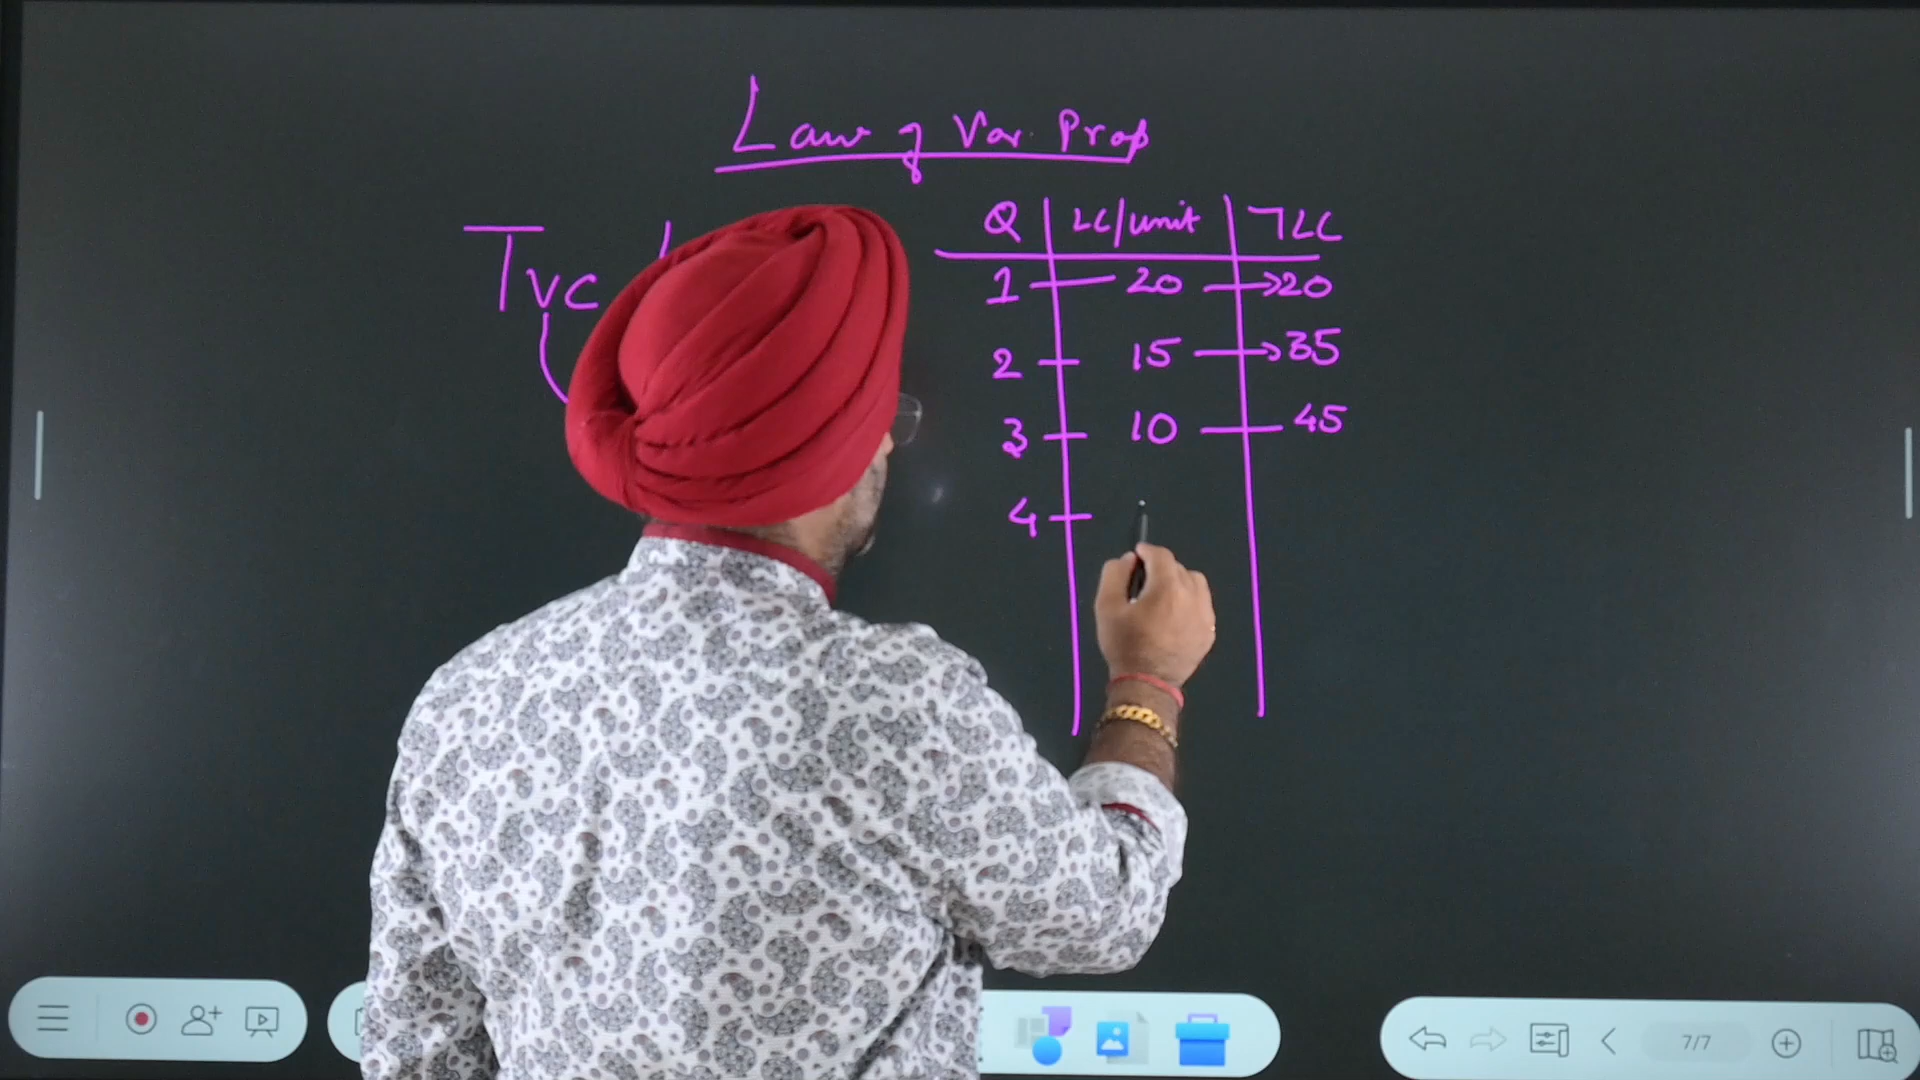 Law of Var. Prop
TVC
Q LC/unit TLC
1 20 →20
2 15 →35
3 10 45
4
7/7